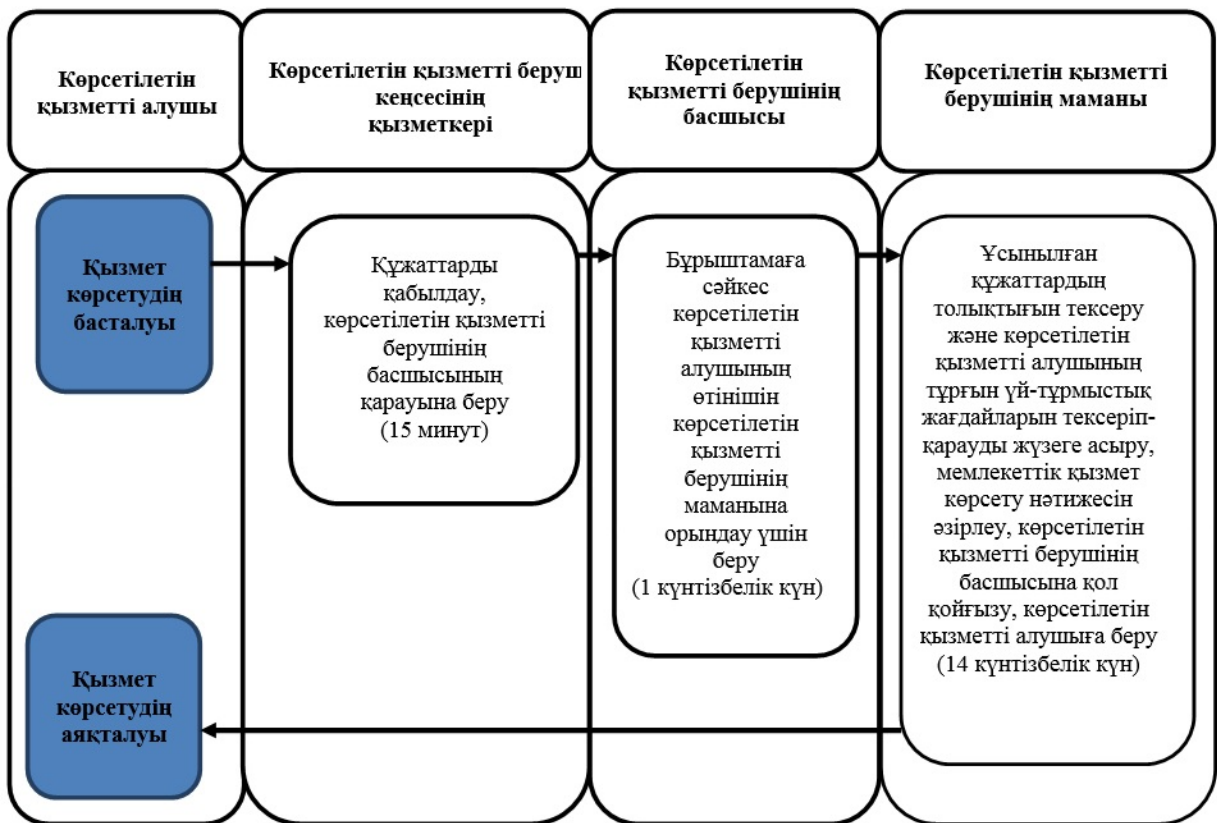 Көрсетілетін
қызметті алушы
Көрсетілетін қызметті беруш
кеңсесінің
қызметкері
Көрсетілетін
қызметті берушінің
басшысы
Көрсетілетін қызметті
берушінің маманы
Қызмет
көрсетудің
басталуы
Құжаттарды
қабылдау,
көрсетілетін қызметті
берушінің
басшысының
қарауына беру
(15 минут)
Бұрыштамаға
сәйкес
көрсетілетін
қызметті
алушының
өтінішін
көрсетілетін
қызметті
берушінің
маманына
орындау үшін
беру
(1 күнтізбелік күн)
Ұсынылған
құжаттардың
толықтығын тексеру
және көрсетілетін
қызметті алушының
тұрғын үй-тұрмыстық
жағдайларын тексеріп-
қарауды жүзеге асыру,
мемлекеттік қызмет
көрсету нәтижесін
әзірлеу, көрсетілетін
қызметті берушінің
басшысына қол
қойғызу, көрсетілетін
қызметті алушыға беру
(14 күнтізбелік күн)
Қызмет
көрсетудің
аяқталуы